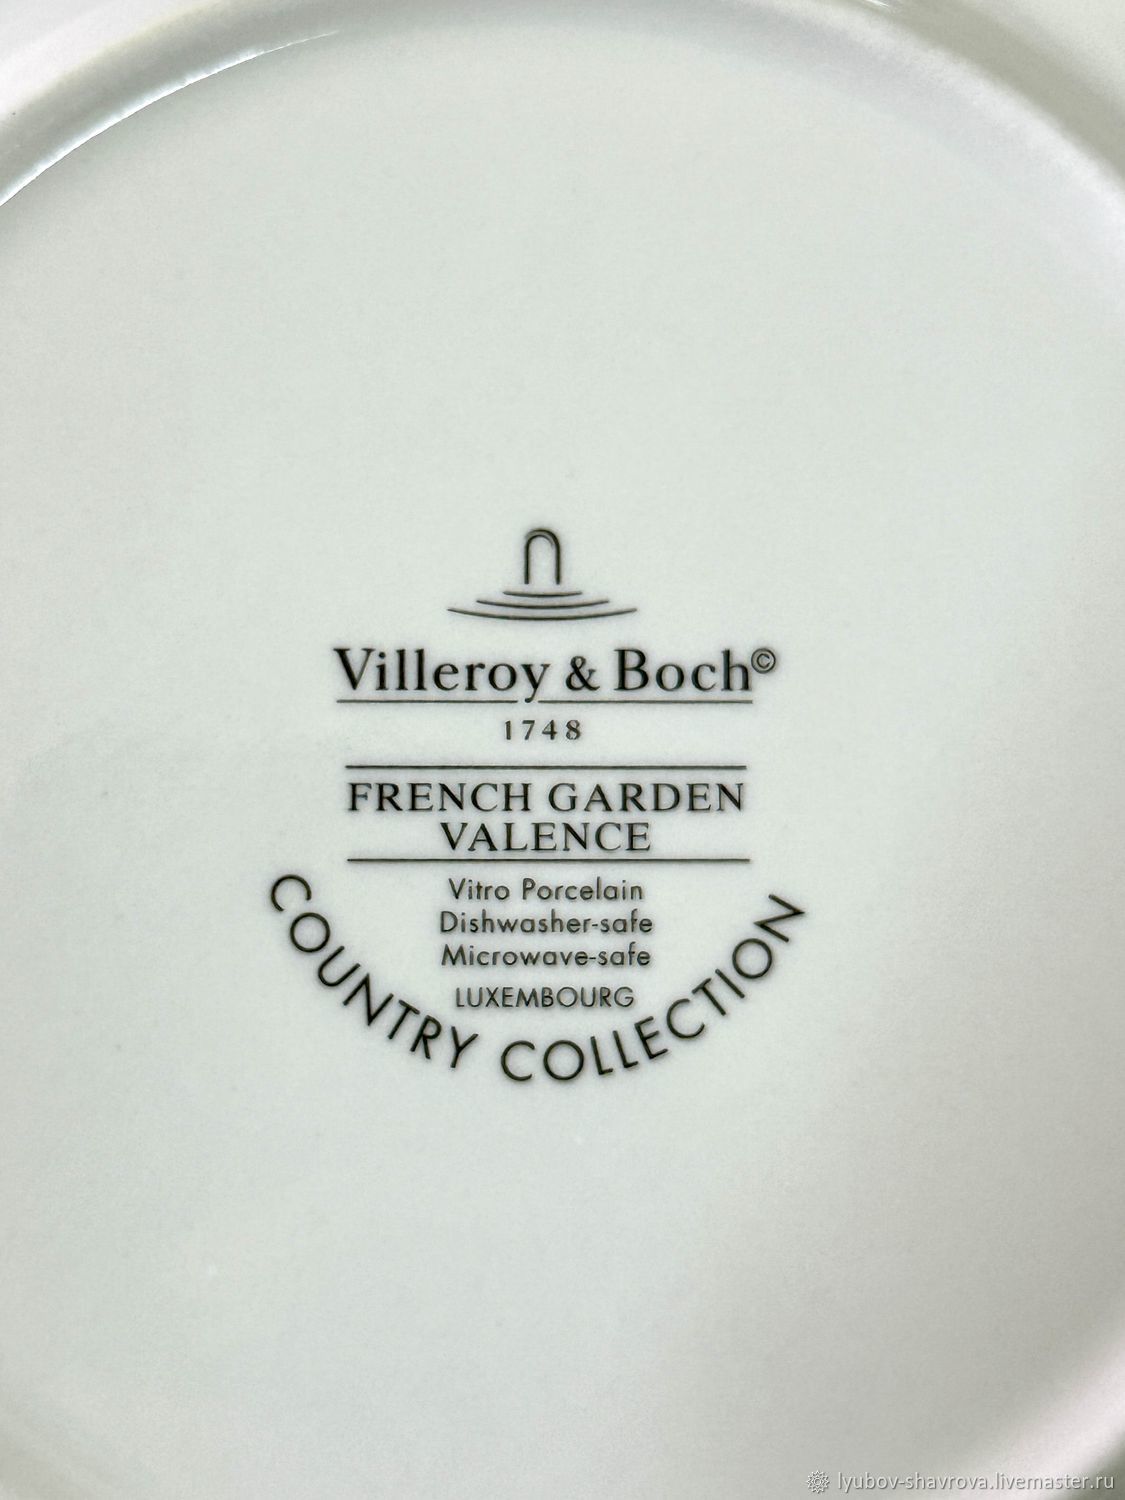 Villeroy & Boch©
1748
FRENCH GARDEN
VALENCE
Vitro Porcelain
Dishwasher-safe
Microwave-safe
LUXEMBOURG
COUNTRY COLLECTION
lyubov-shavrova.livemaster.ru